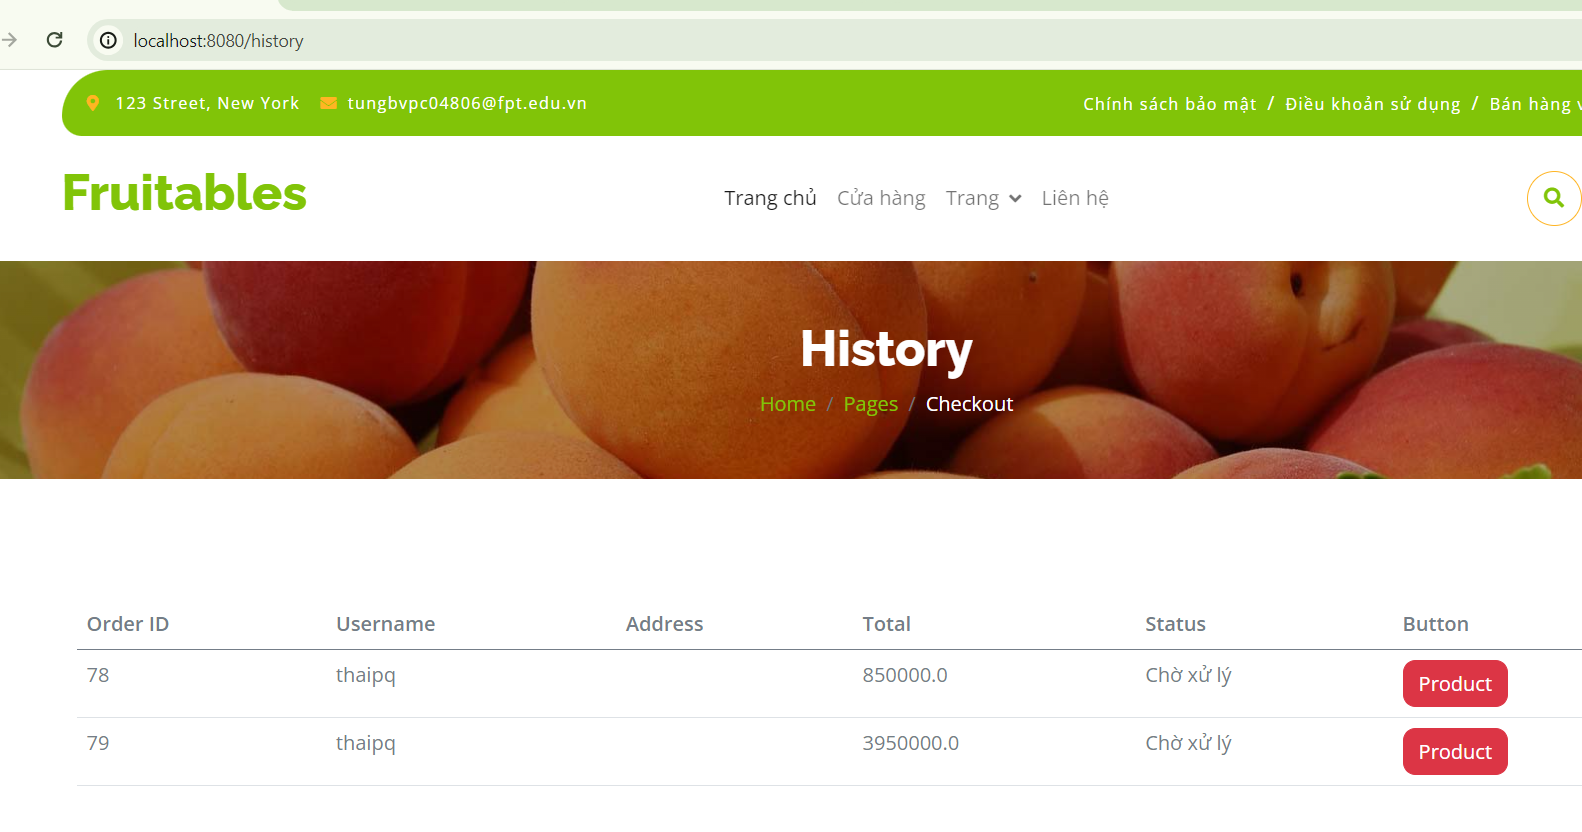 localhost:8080/history
123 Street, New York tungbvpc04806@fpt.edu.vn Chính sách bảo mật / Điều khoản sử dụng / Bán hàng v
Fruitables
Trang chủ Cửa hàng Trang Liên hệ
History
Home / Pages / Checkout
Order ID Username Address Total Status Button
78 thaipq 850000.0 Chờ xử lý Product
79 thaipq 3950000.0 Chờ xử lý Product